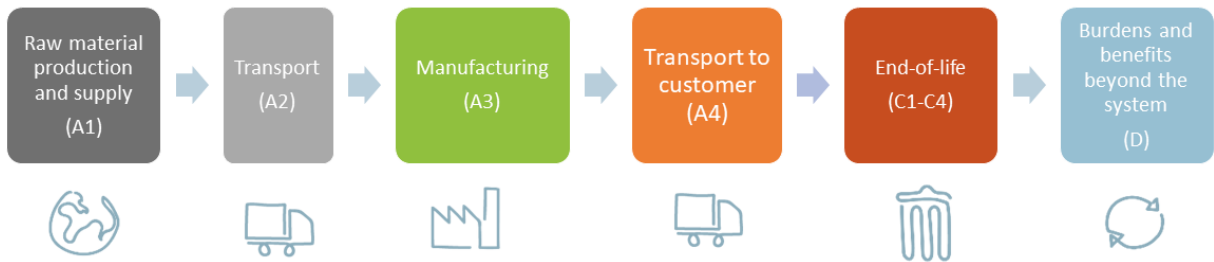 Raw material
production
and supply
(A1)
Transport
(A2)
Manufacturing
(A3)
Transport to
customer
(A4)
End-of-life
(C1-C4)
Burdens and
benefits
beyond the
system
(D)